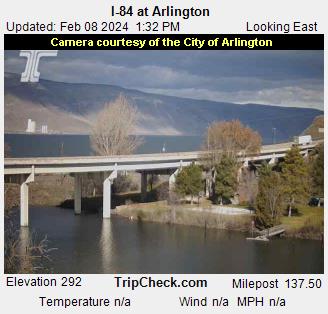 I-84 at Arlington
Updated: Feb 08 2024 1:32 PM Looking East
Camera courtesy of the City of Arlington
Elevation 292 TripCheck.com Milepost 137.50
Temperature n/a Wind n/a MPH n/a